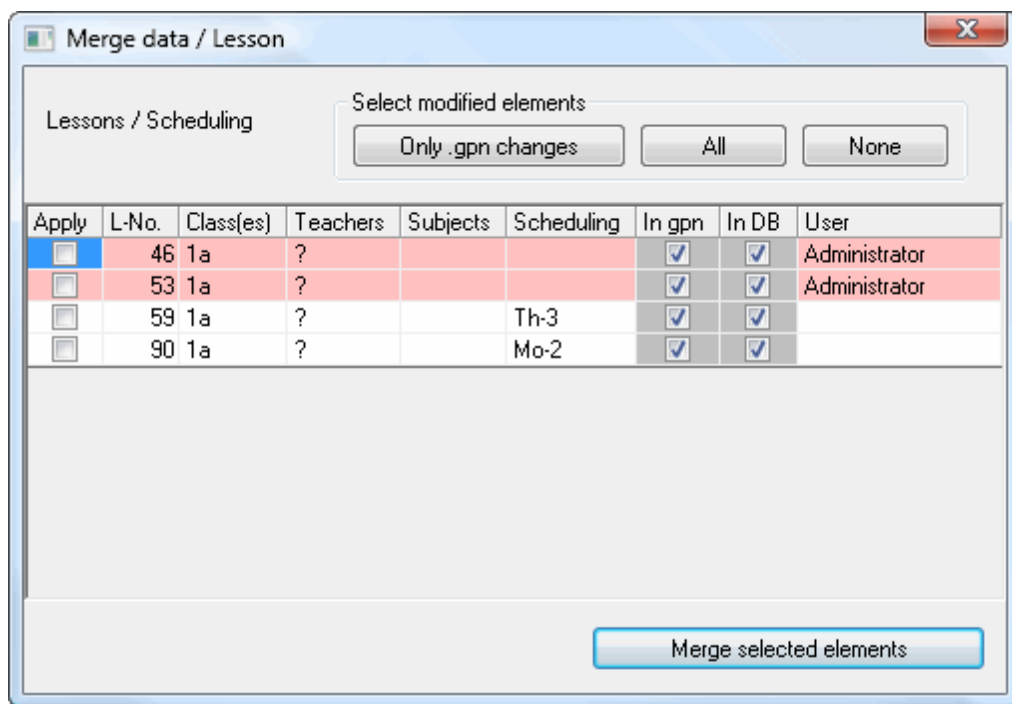 Merge data / Lesson
Lessons / Scheduling
Select modified elements
Only .gpn changes All None
Apply L-No. Class(es) Teachers Subjects Scheduling In gpn In DB User
46 1a ? Administrator
53 1a ? Administrator
59 1a ? Th-3
90 1a ? Mo-2
Merge selected elements